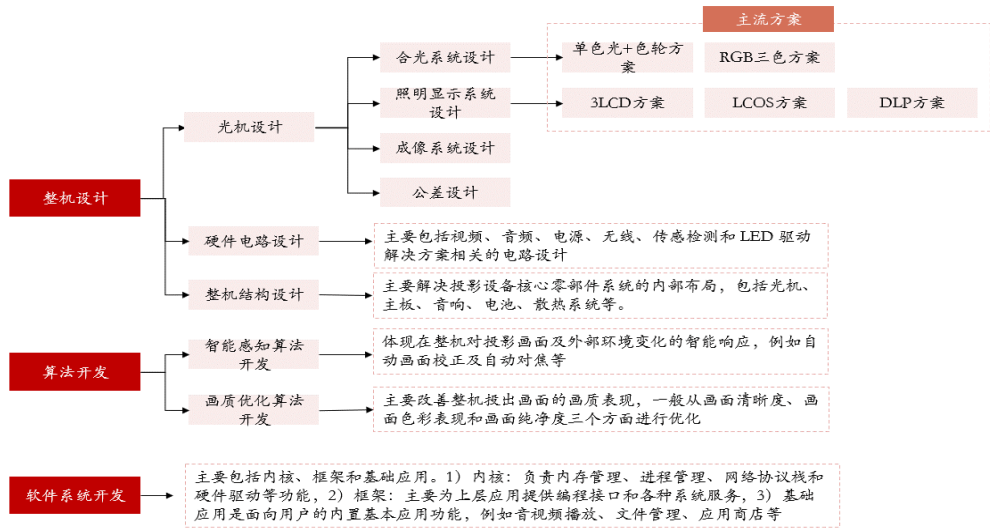 主流方案
合光系统设计
单色光+色轮方
案
RGB三色方案
照明显示系统
设计
3LCD方案
LCOS方案
DLP方案
光机设计
成像系统设计
公差设计
整机设计
硬件电路设计
主要包括视频、音频、电源、无线、传感检测和 LED 驱动
解决方案相关的电路设计
整机结构设计
主要解决投影设备核心零部件系统的内部布局，包括光机、
主板、音响、电池、散热系统等。
算法开发
智能感知算法
开发
体现在整机对投影画面及外部环境变化的智能响应，例如自
动画面校正及自动对焦等
画质优化算法
开发
主要改善整机投出画面的画质表现，一般从画面清晰度、画
面色彩表现和画面纯净度三个方面进行优化
软件系统开发
主要包括内核、框架和基础应用。1）内核：负责内存管理、进程管理、网络协议栈和
硬件驱动等功能，2）框架：主要为上层应用提供编程接口和各种系统服务，3）基础
应用是面向用户的内置基本应用功能，例如音视频播放、文件管理、应用商店等